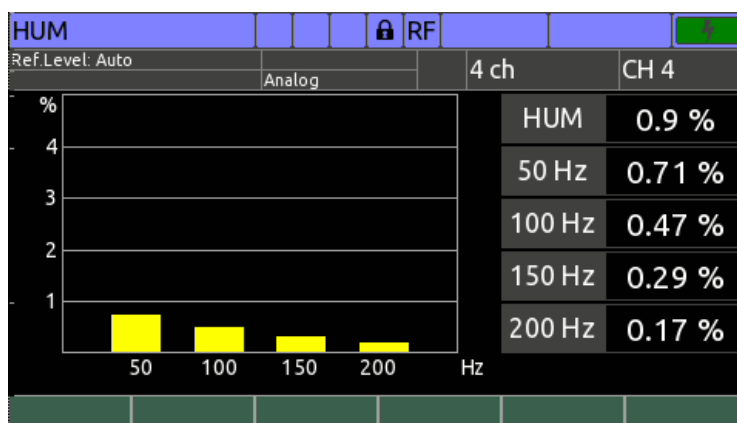 HUM RF
Ref.Level: Auto
Analog
4 ch CH 4
%
4
3
2
1
50 100 150 200 Hz
HUM 0.9 %
50 Hz 0.71 %
100 Hz 0.47 %
150 Hz 0.29 %
200 Hz 0.17 %